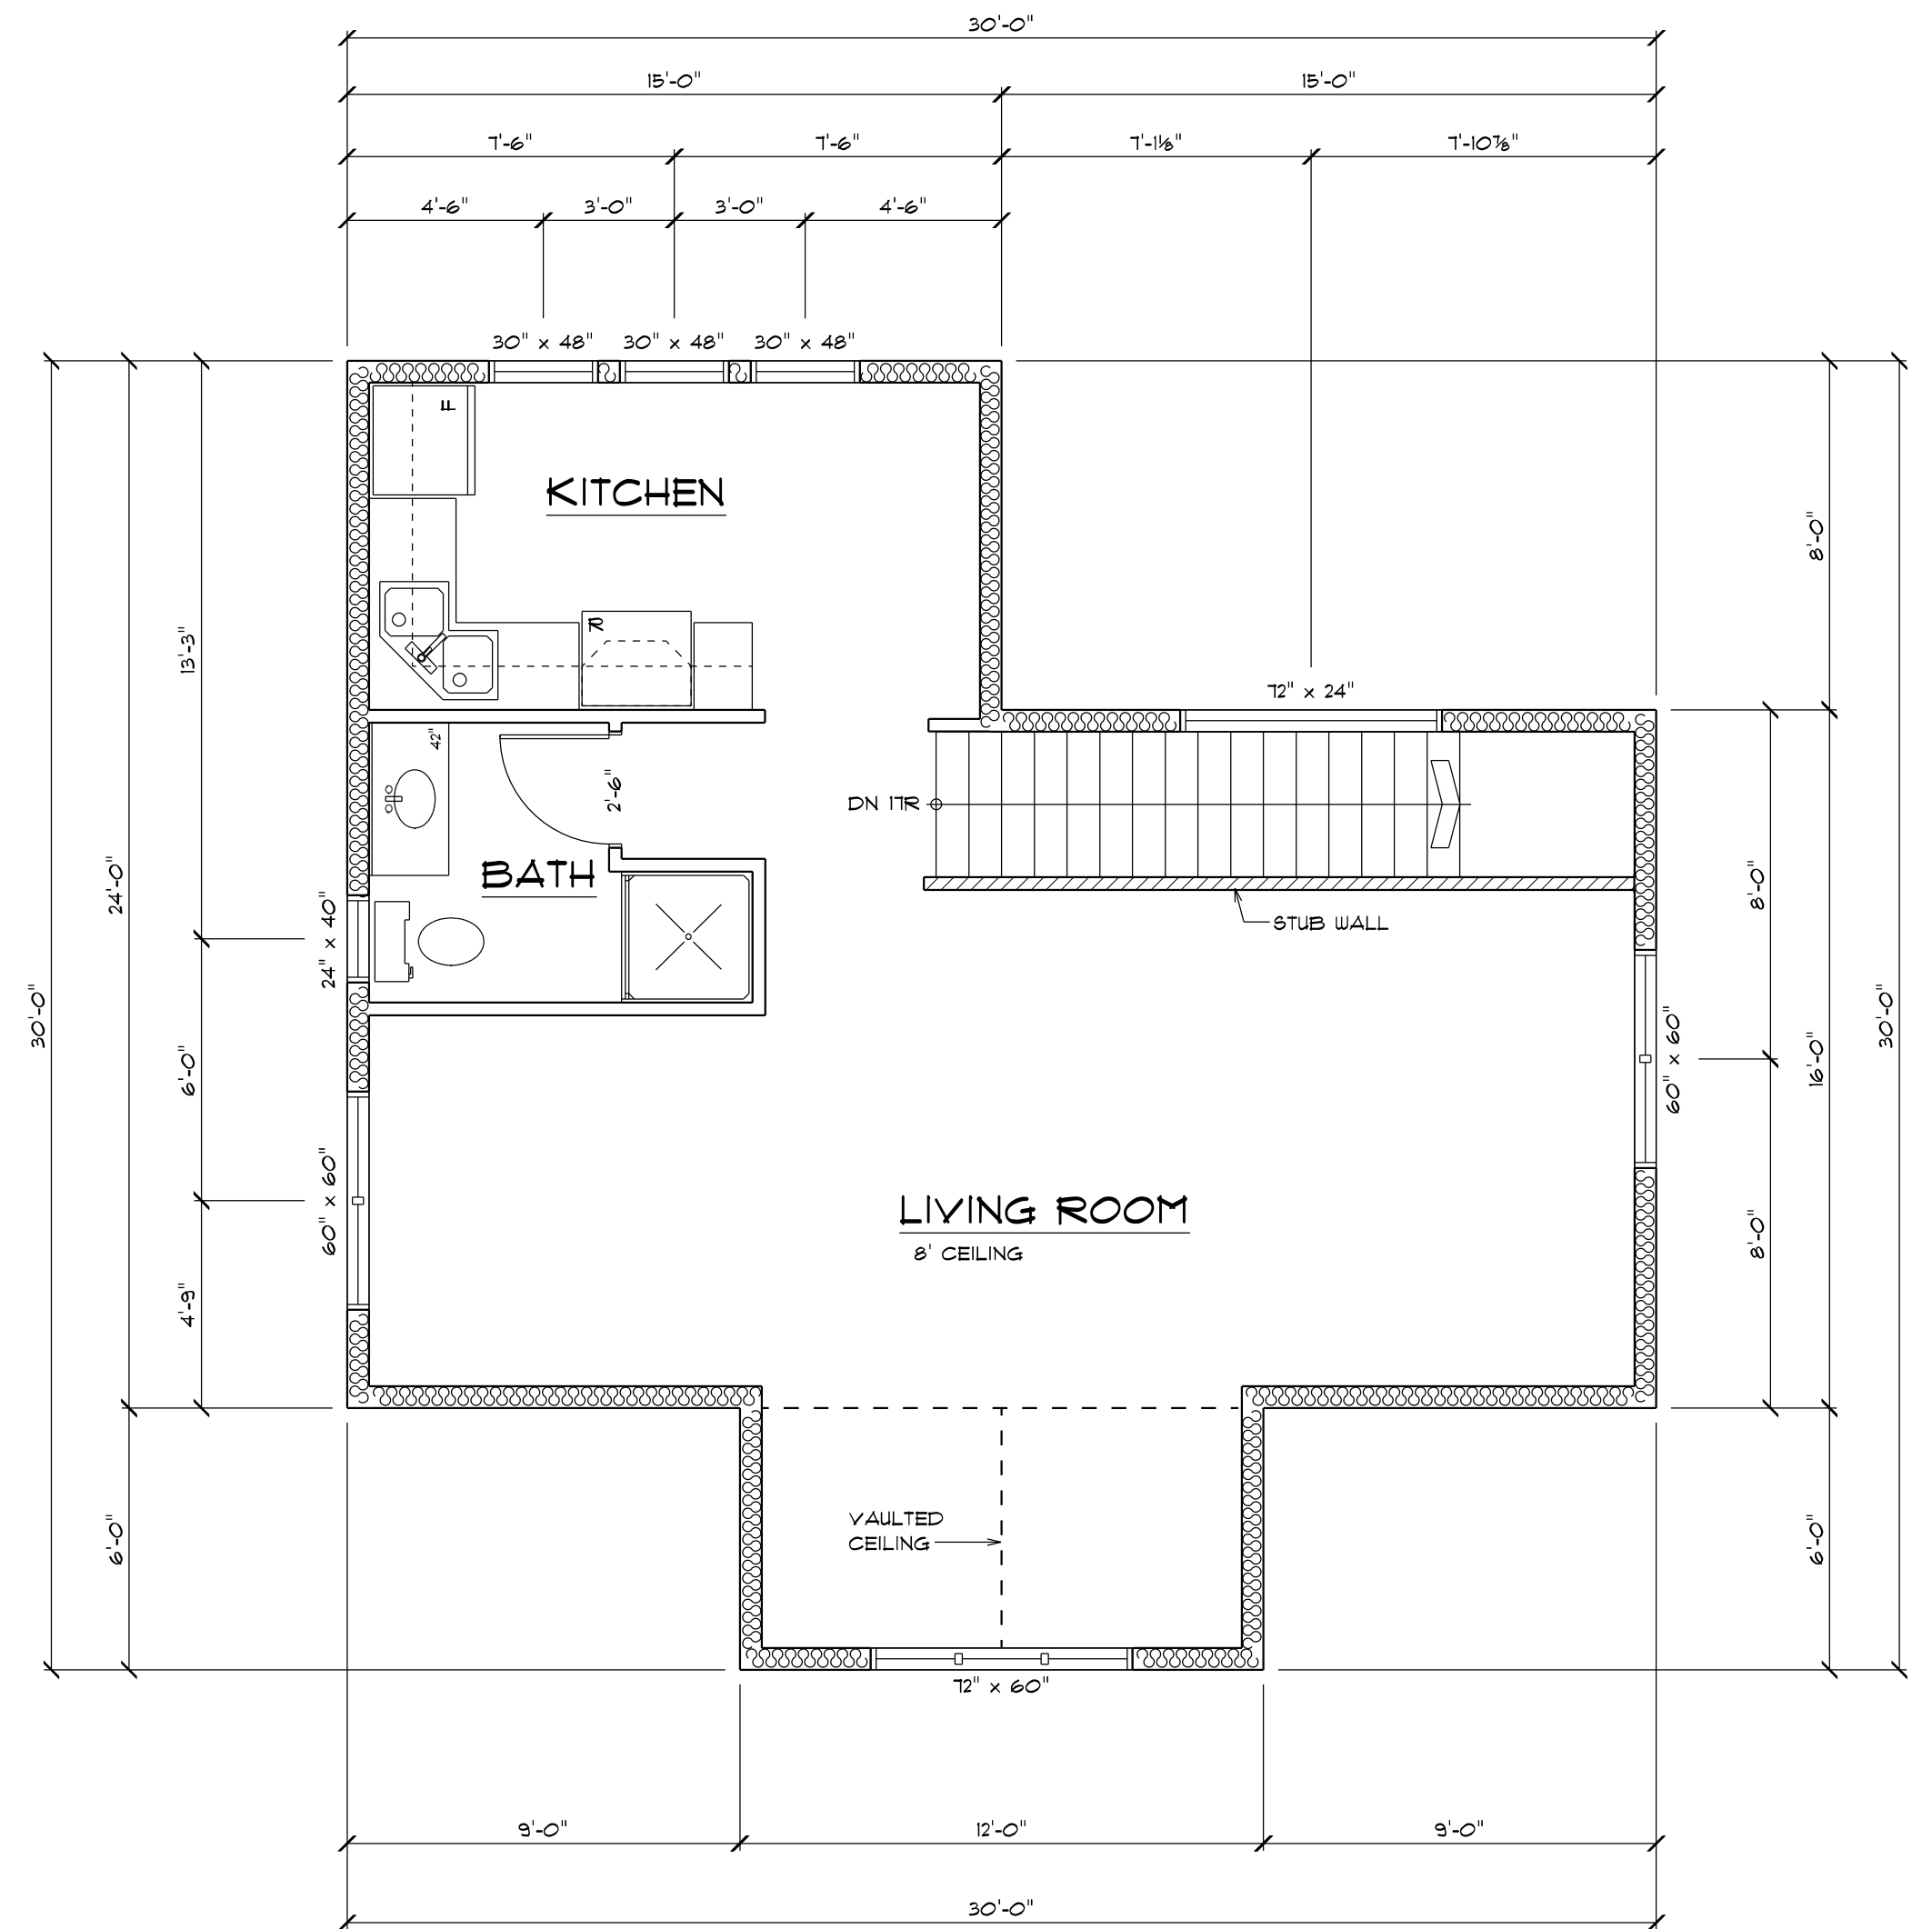 30'-0"
15'-0" 15'-0"
7'-6" 7'-6" 7'-1⅛" 7'-10⅞"
4'-6" 3'-0" 3'-0" 4'-6"
30" x 48" 30" x 48" 30" x 48"
F
KITCHEN
8'-0"
13'-3"
R
72" x 24"
42"
2'-6"
DN 17R
BATH
24'-0"
8'-0"
STUB WALL
24" x 40"
30'-0"
6'-0"
60" x 60"
16'-0"
30'-0"
60" x 60"
LIVING ROOM
8' CEILING
8'-0"
4'-9"
VAULTED
CEILING
6'-0"
6'-0"
72" x 60"
9'-0" 12'-0" 9'-0"
30'-0"